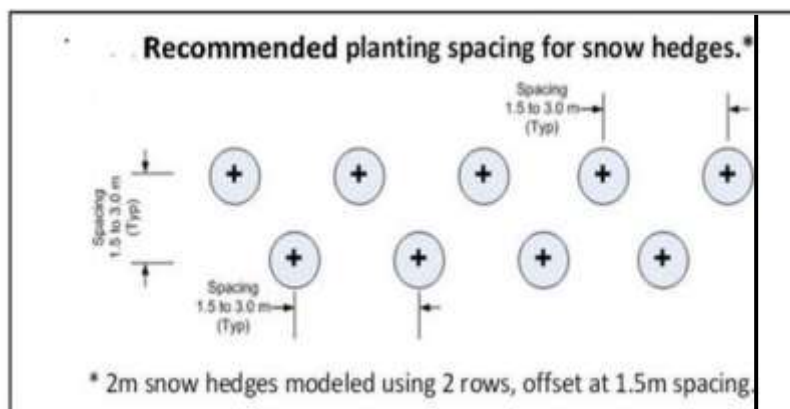 Recommended planting spacing for snow hedges.*
Spacing
1.5 to 3.0 m
(Typ)
Spacing
1.5 to 3.0 m
(Typ)
Spacing
1.5 to 3.0 m
(Typ)
* 2m snow hedges modeled using 2 rows, offset at 1.5m spacing.